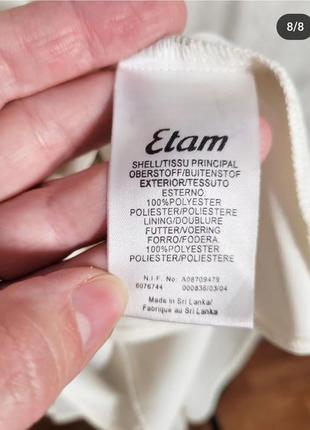 8/8
Etam
SHELL/TISSU PRINCIPAL
OBERSTOFF/BUITENSTOF
EXTERIOR/TESSUTO
ESTERNO:
100%POLYESTER
POLIESTER/POLIESTERE
LINING/DOUBLURE
FUTTER/VOERING
FORRO/FODERA:
100%POLYESTER
POLIESTER/POLIESTERE
N.I.F. No: A08709479
6076744 000836/03/04
Made in Sri Lanka/
Fabrique au Sri Lanka